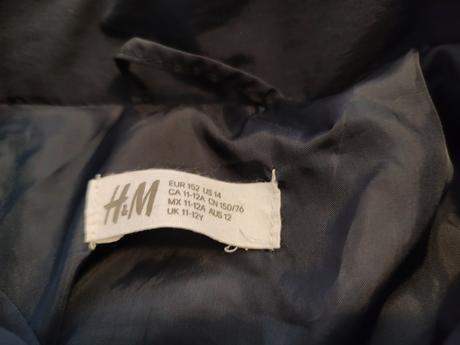 H&M
EUR 152 US 14
CA 11-12A CN 150/76
MX 11-12A AUS 12
UK 11-12Y